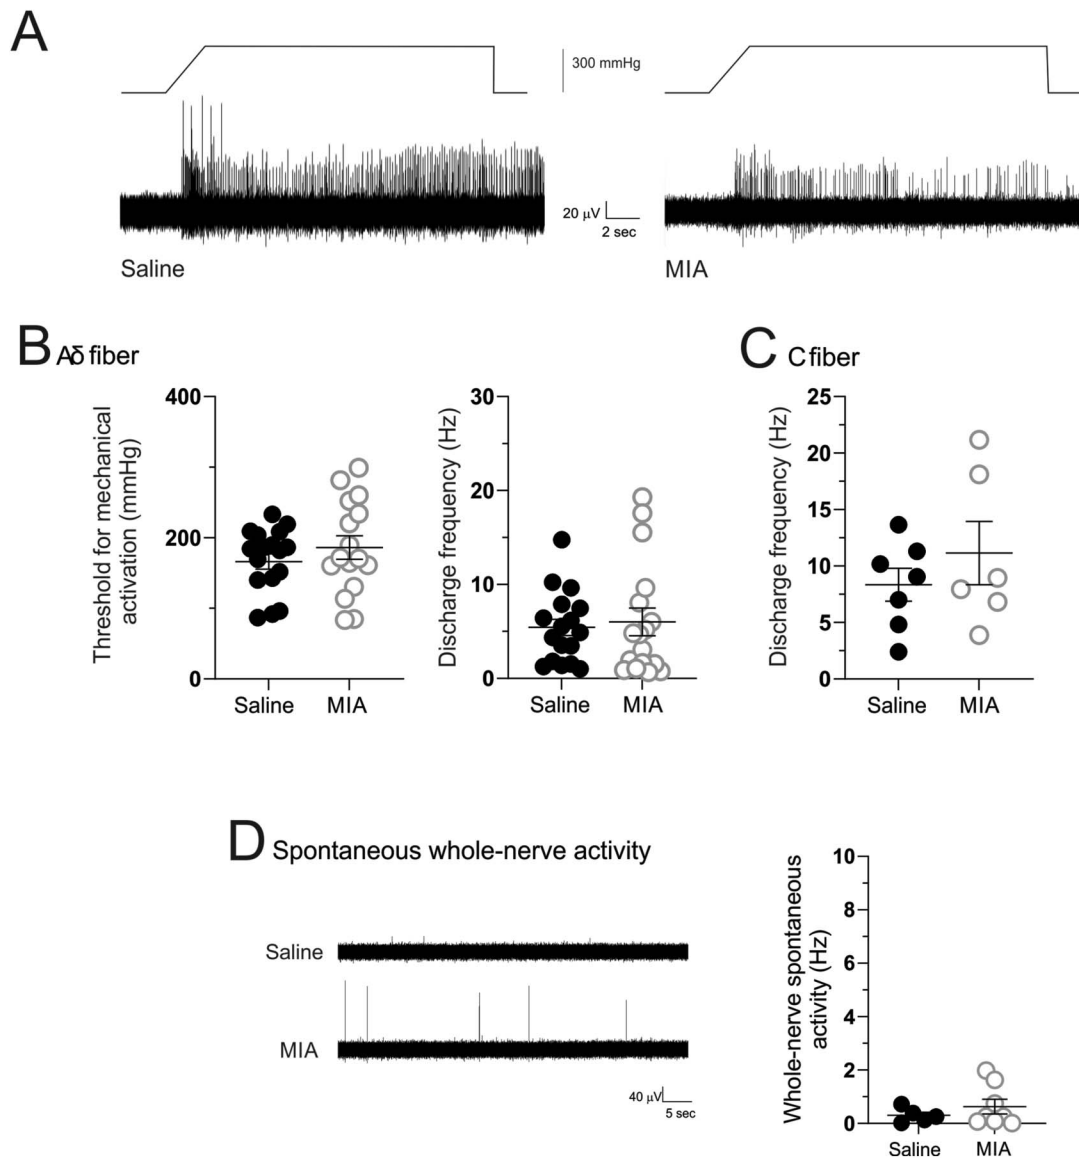 A
300 mmHg
20 µV
2 sec
Saline
MIA
B Aδ fiber
Threshold for mechanical
activation (mmHg)
400
200
0
Saline
MIA
Discharge frequency (Hz)
30
20
10
0
Saline
MIA
C C fiber
Discharge frequency (Hz)
25
20
15
10
5
0
Saline
MIA
D Spontaneous whole-nerve activity
Saline
MIA
40 µV
5 sec
Whole-nerve spontaneous
activity (Hz)
10
8
6
4
2
0
Saline
MIA